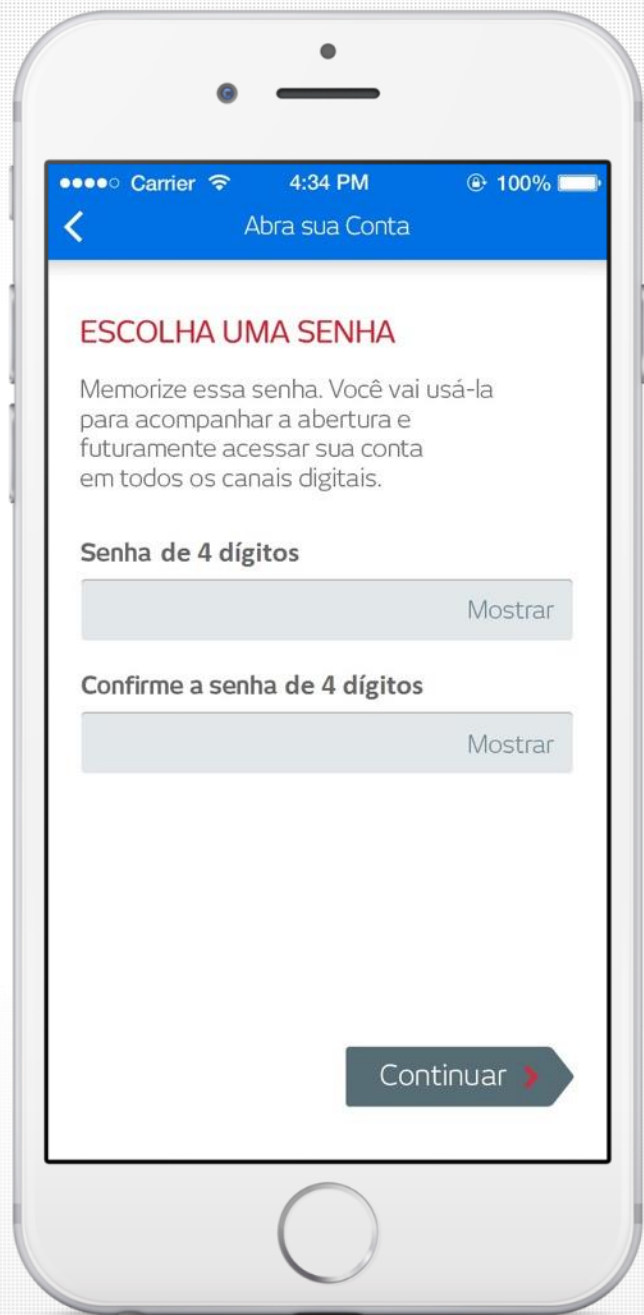 Carrier 4:34 PM 100%
Abra sua Conta
ESCOLHA UMA SENHA
Memorize essa senha. Você vai usá-la
para acompanhar a abertura e
futuramente acessar sua conta
em todos os canais digitais.
Senha de 4 dígitos
Mostrar
Confirme a senha de 4 dígitos
Mostrar
Continuar